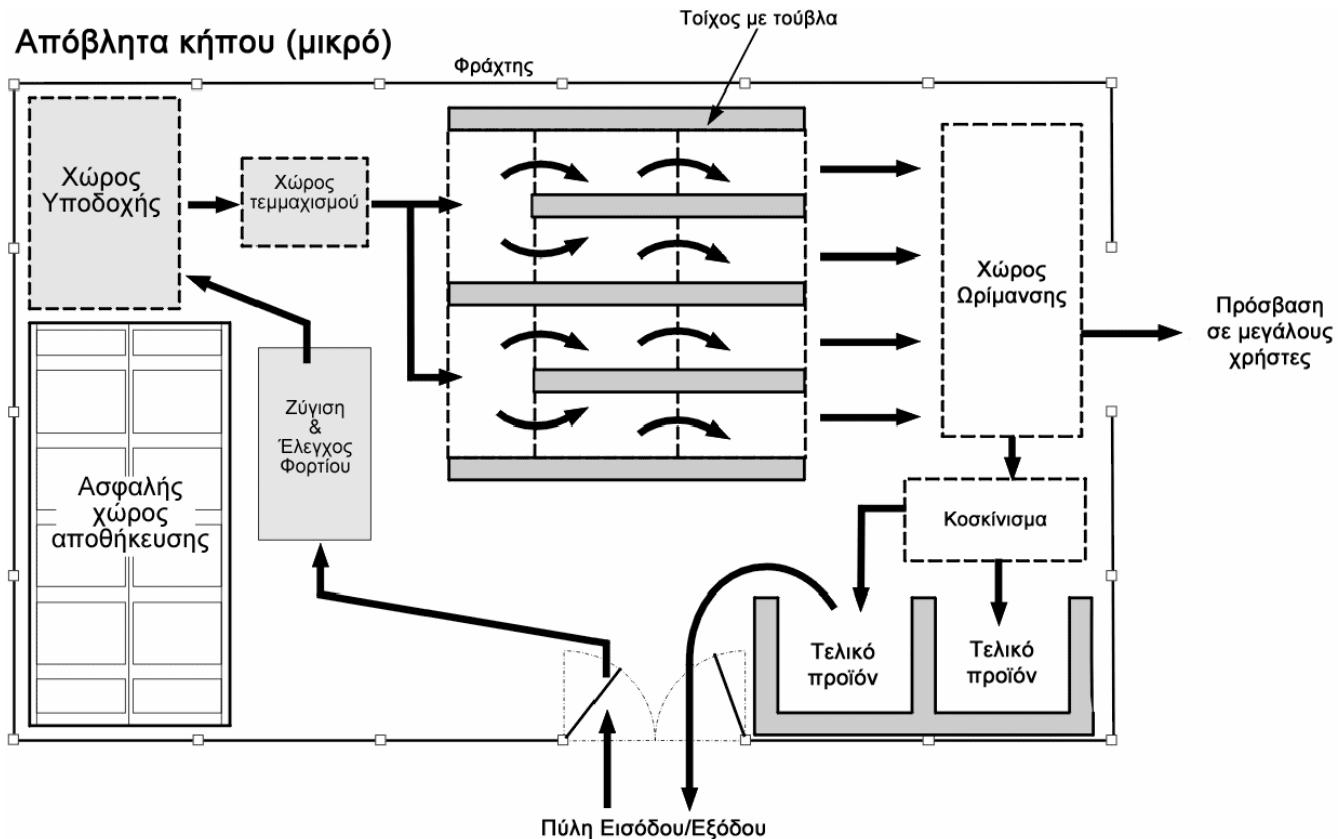 Τοίχος με τούβλα
Απόβλητα κήπου (μικρό)
Φράχτης
Χώρος
Υποδοχής
Χώρος
τεμμαχισμού
Χώρος
Ωρίμανσης
Πρόσβαση
σε μεγάλους
χρήστες
Ζύγιση
&
Έλεγχος
Φορτίου
Ασφαλής
χώρος
αποθήκευσης
Κοσκίνισμα
Τελικό
προϊόν
Τελικό
προϊόν
Πύλη Εισόδου/Εξόδου